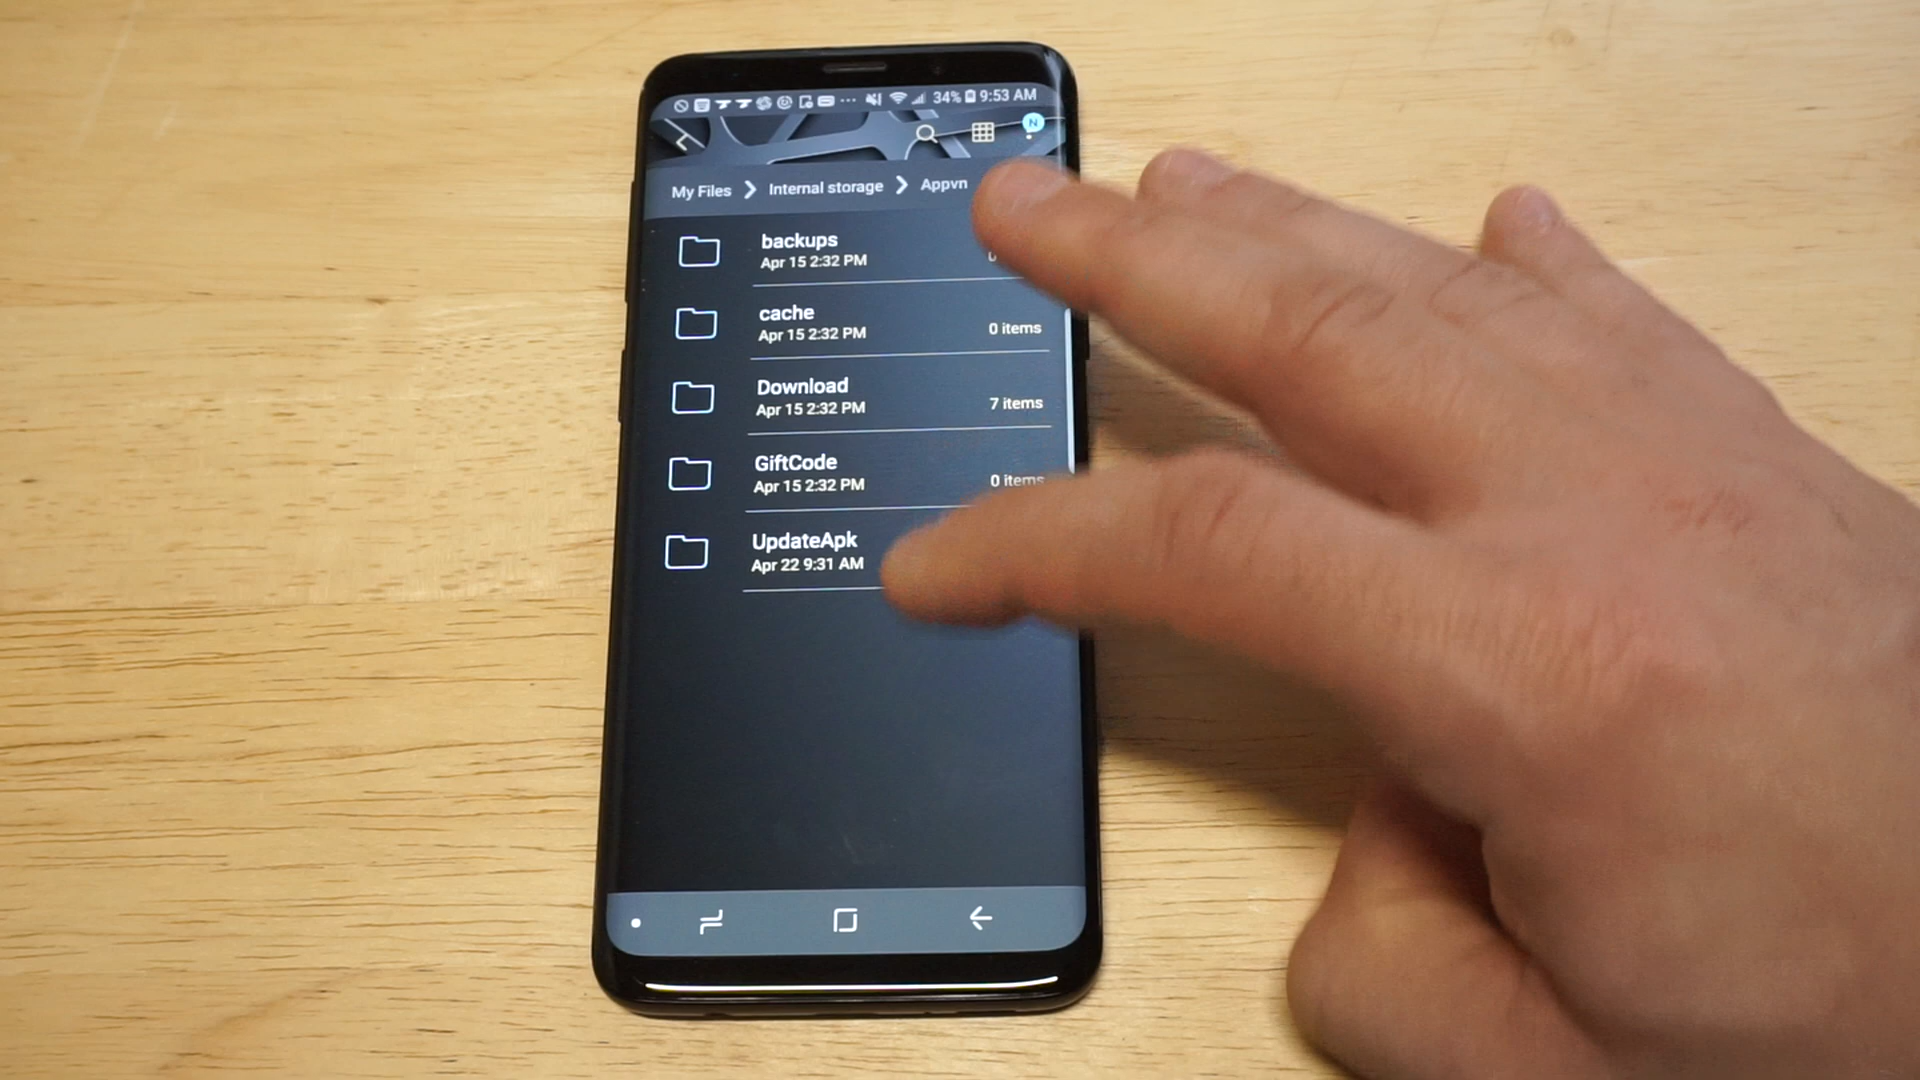 34% 9:53 AM
N
My Files Internal storage Appvn
backups
Apr 15 2:32 PM
cache
Apr 15 2:32 PM 0 items
Download
Apr 15 2:32 PM 7 items
GiftCode
Apr 15 2:32 PM 0 items
UpdateApk
Apr 22 9:31 AM